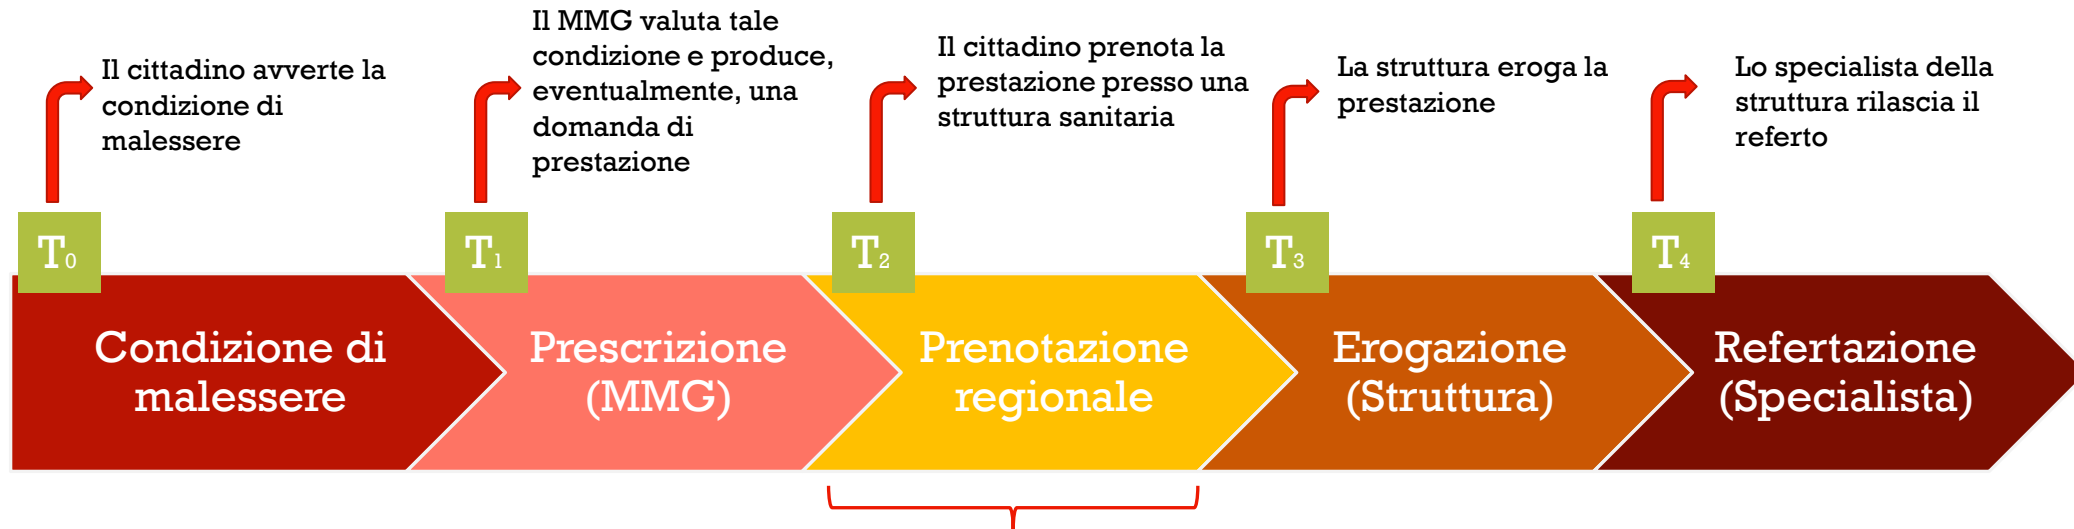 Il cittadino avverte la
condizione di
malessere
Il MMG valuta tale
condizione e produce,
eventualmente, una
domanda di
prestazione
Il cittadino prenota la
prestazione presso una
struttura sanitaria
La struttura eroga la
prestazione
Lo specialista della
struttura rilascia il
referto
T0
T1
T2
T3
T4
Condizione di
malessere
Prescrizione
(MMG)
Prenotazione
regionale
Erogazione
(Struttura)
Refertazione
(Specialista)